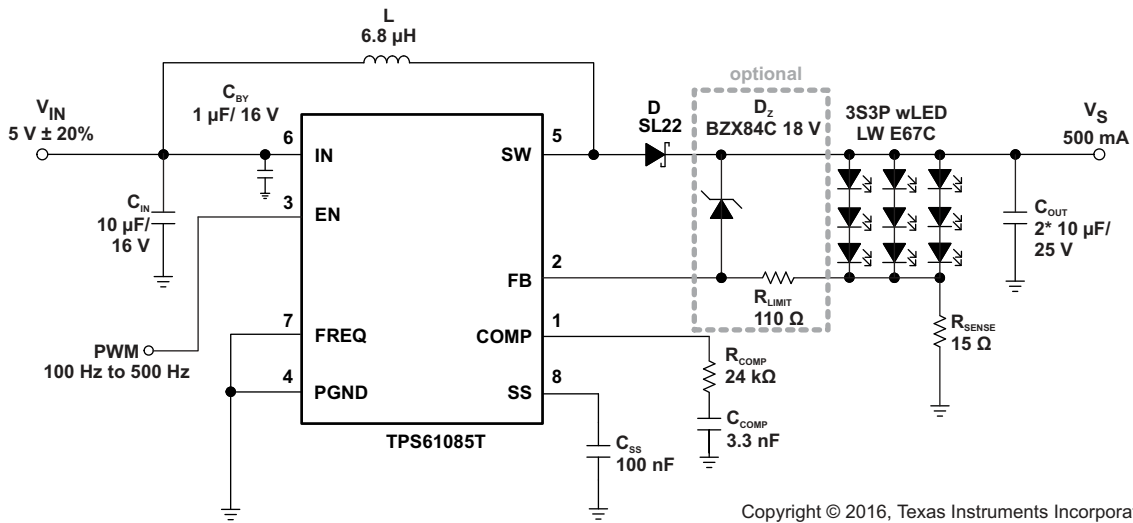 L
6.8 µH
optional
V_IN
5 V ± 20%
C_BY
1 µF/ 16 V
D
SL22
D_Z
BZX84C 18 V
3S3P wLED
LW E67C
V_S
500 mA
6
IN
5
SW
C_IN
10 µF/
16 V
3
EN
C_OUT
2* 10 µF/
25 V
2
FB
R_LIMIT
110 Ω
7
FREQ
1
COMP
R_SENSE
15 Ω
PWM
100 Hz to 500 Hz
R_COMP
24 kΩ
4
PGND
8
SS
C_COMP
3.3 nF
TPS61085T
C_SS
100 nF
Copyright © 2016, Texas Instruments Incorpora